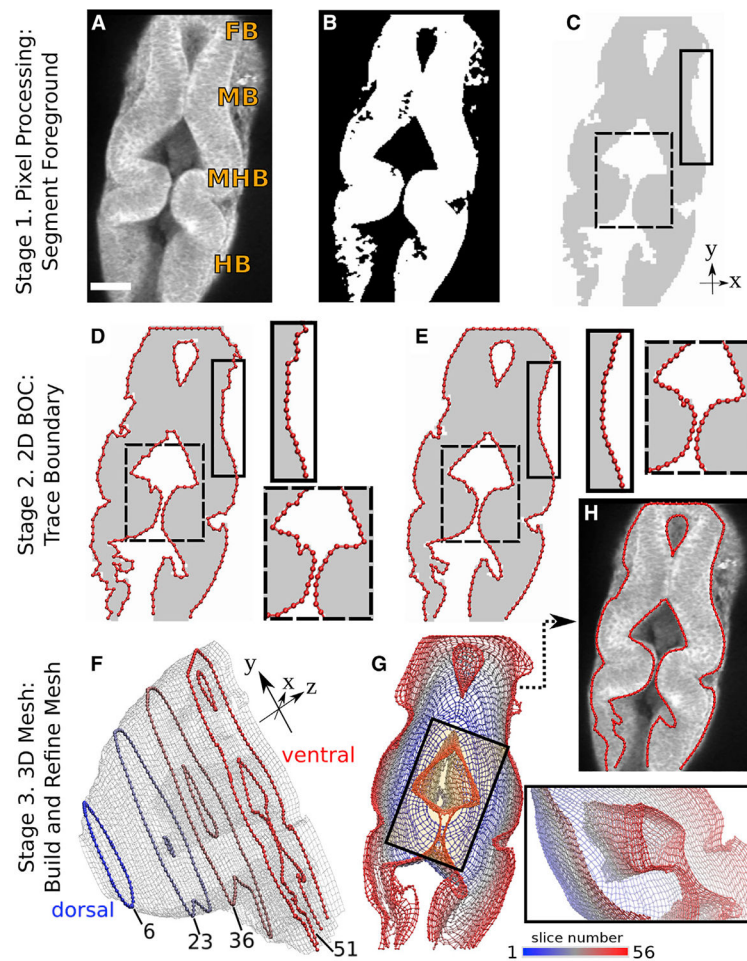 Stage 1. Pixel Processing:
Segment Foreground
A
FB
MB
MHB
HB
B
C
y
x
Stage 2. 2D BOC:
Trace Boundary
D
E
H
Stage 3. 3D Mesh:
Build and Refine Mesh
F
y
x
z
ventral
dorsal
6
23
36
51
G
slice number
1
56